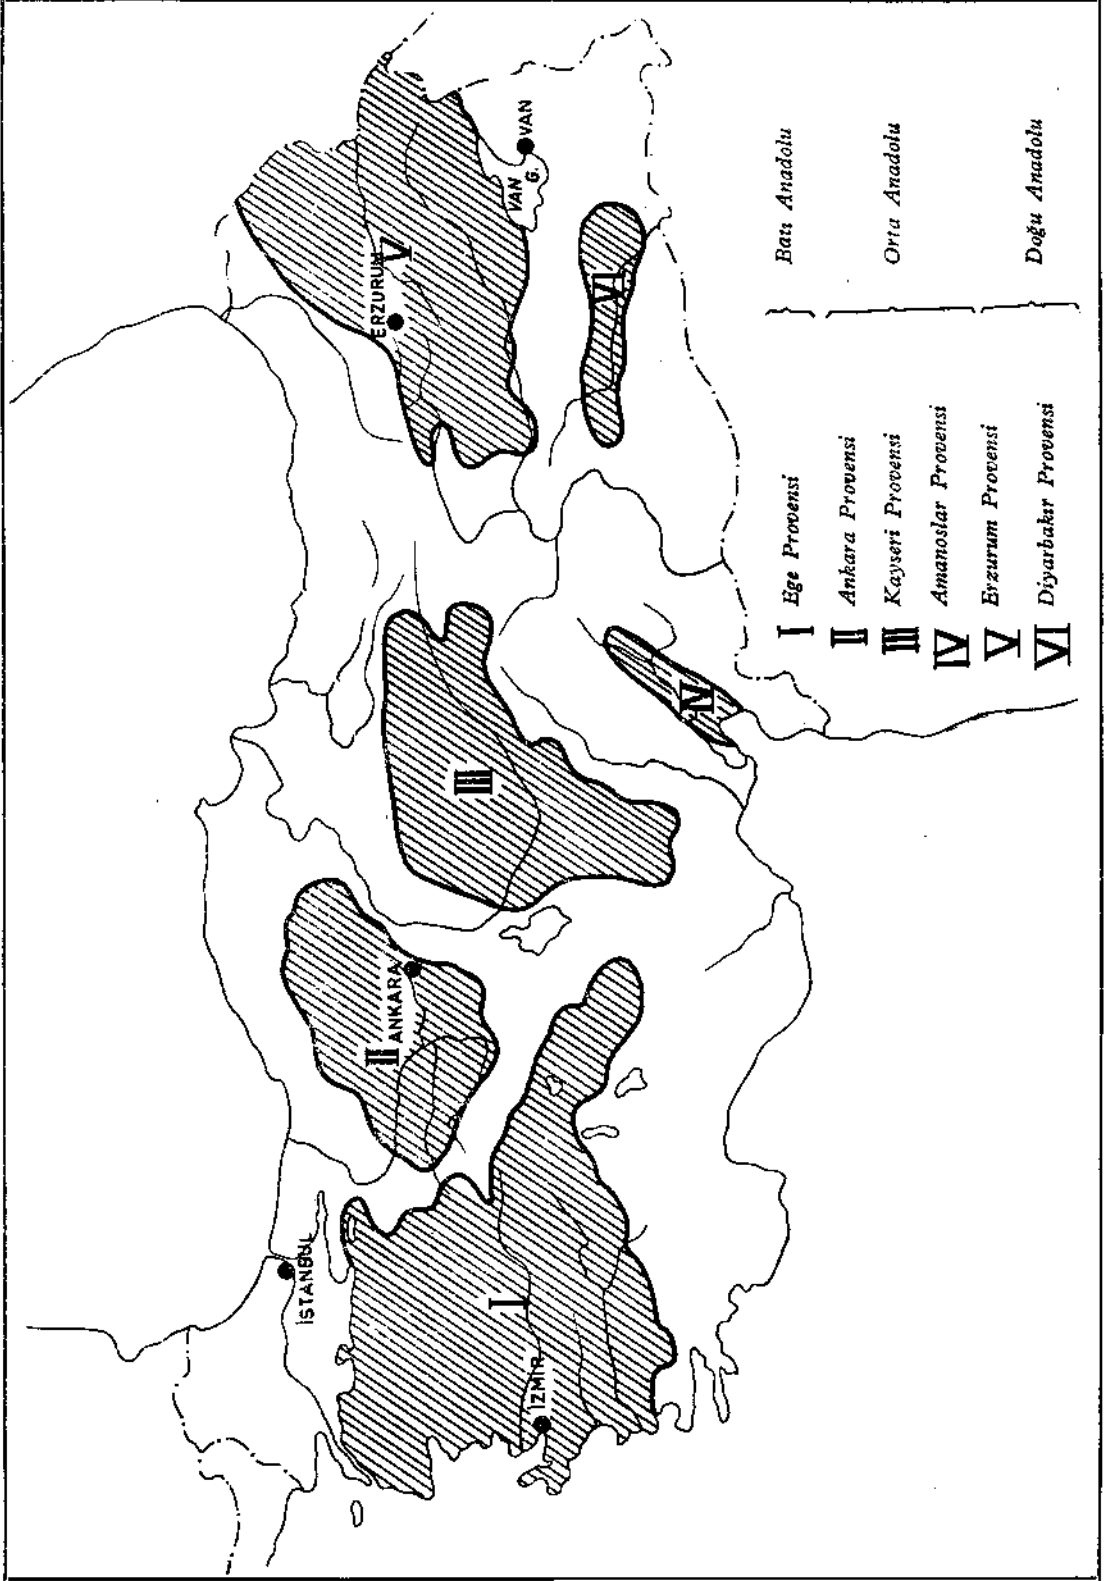 İSTANBUL
İZMİR
I
II
ANKARA
III
IV
ERZURUM
V
VAN G.
VAN
VI
I Ege Provensi
II Ankara Provensi
III Kayseri Provensi
IV Amanoslar Provensi
V Erzurum Provensi
VI Diyarbakır Provensi
Batı Anadolu
Orta Anadolu
Doğu Anadolu